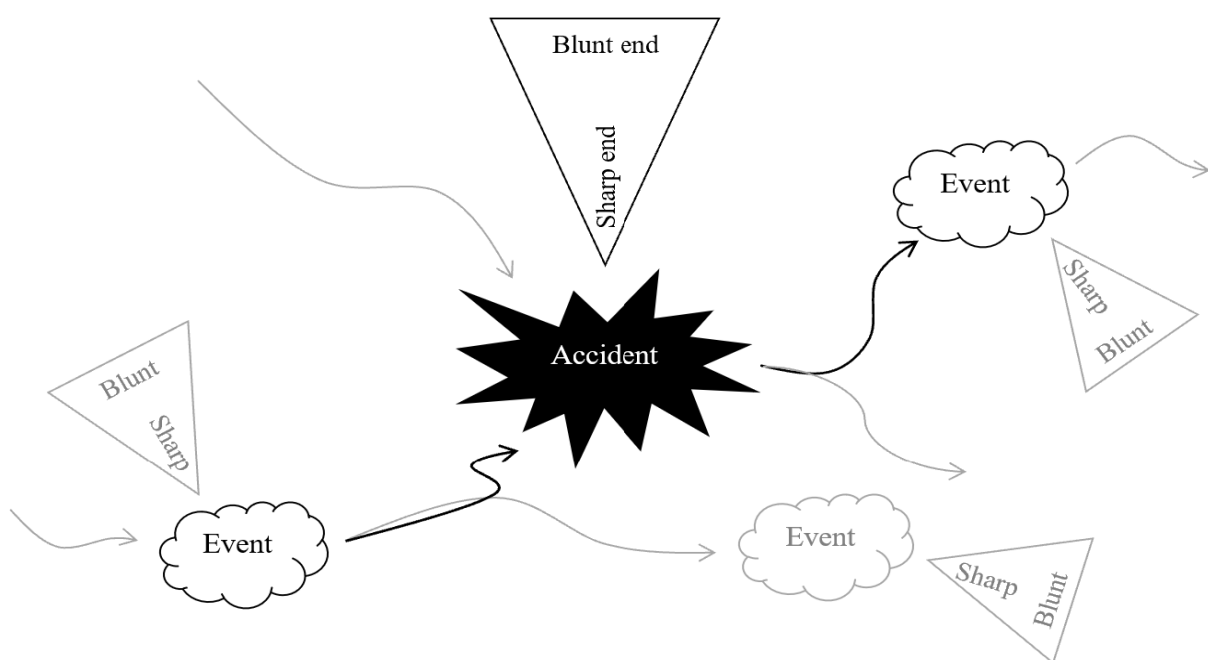 Blunt end
Sharp end
Event
Sharp
Blunt
Accident
Blunt
Sharp
Event
Event
Sharp
Blunt